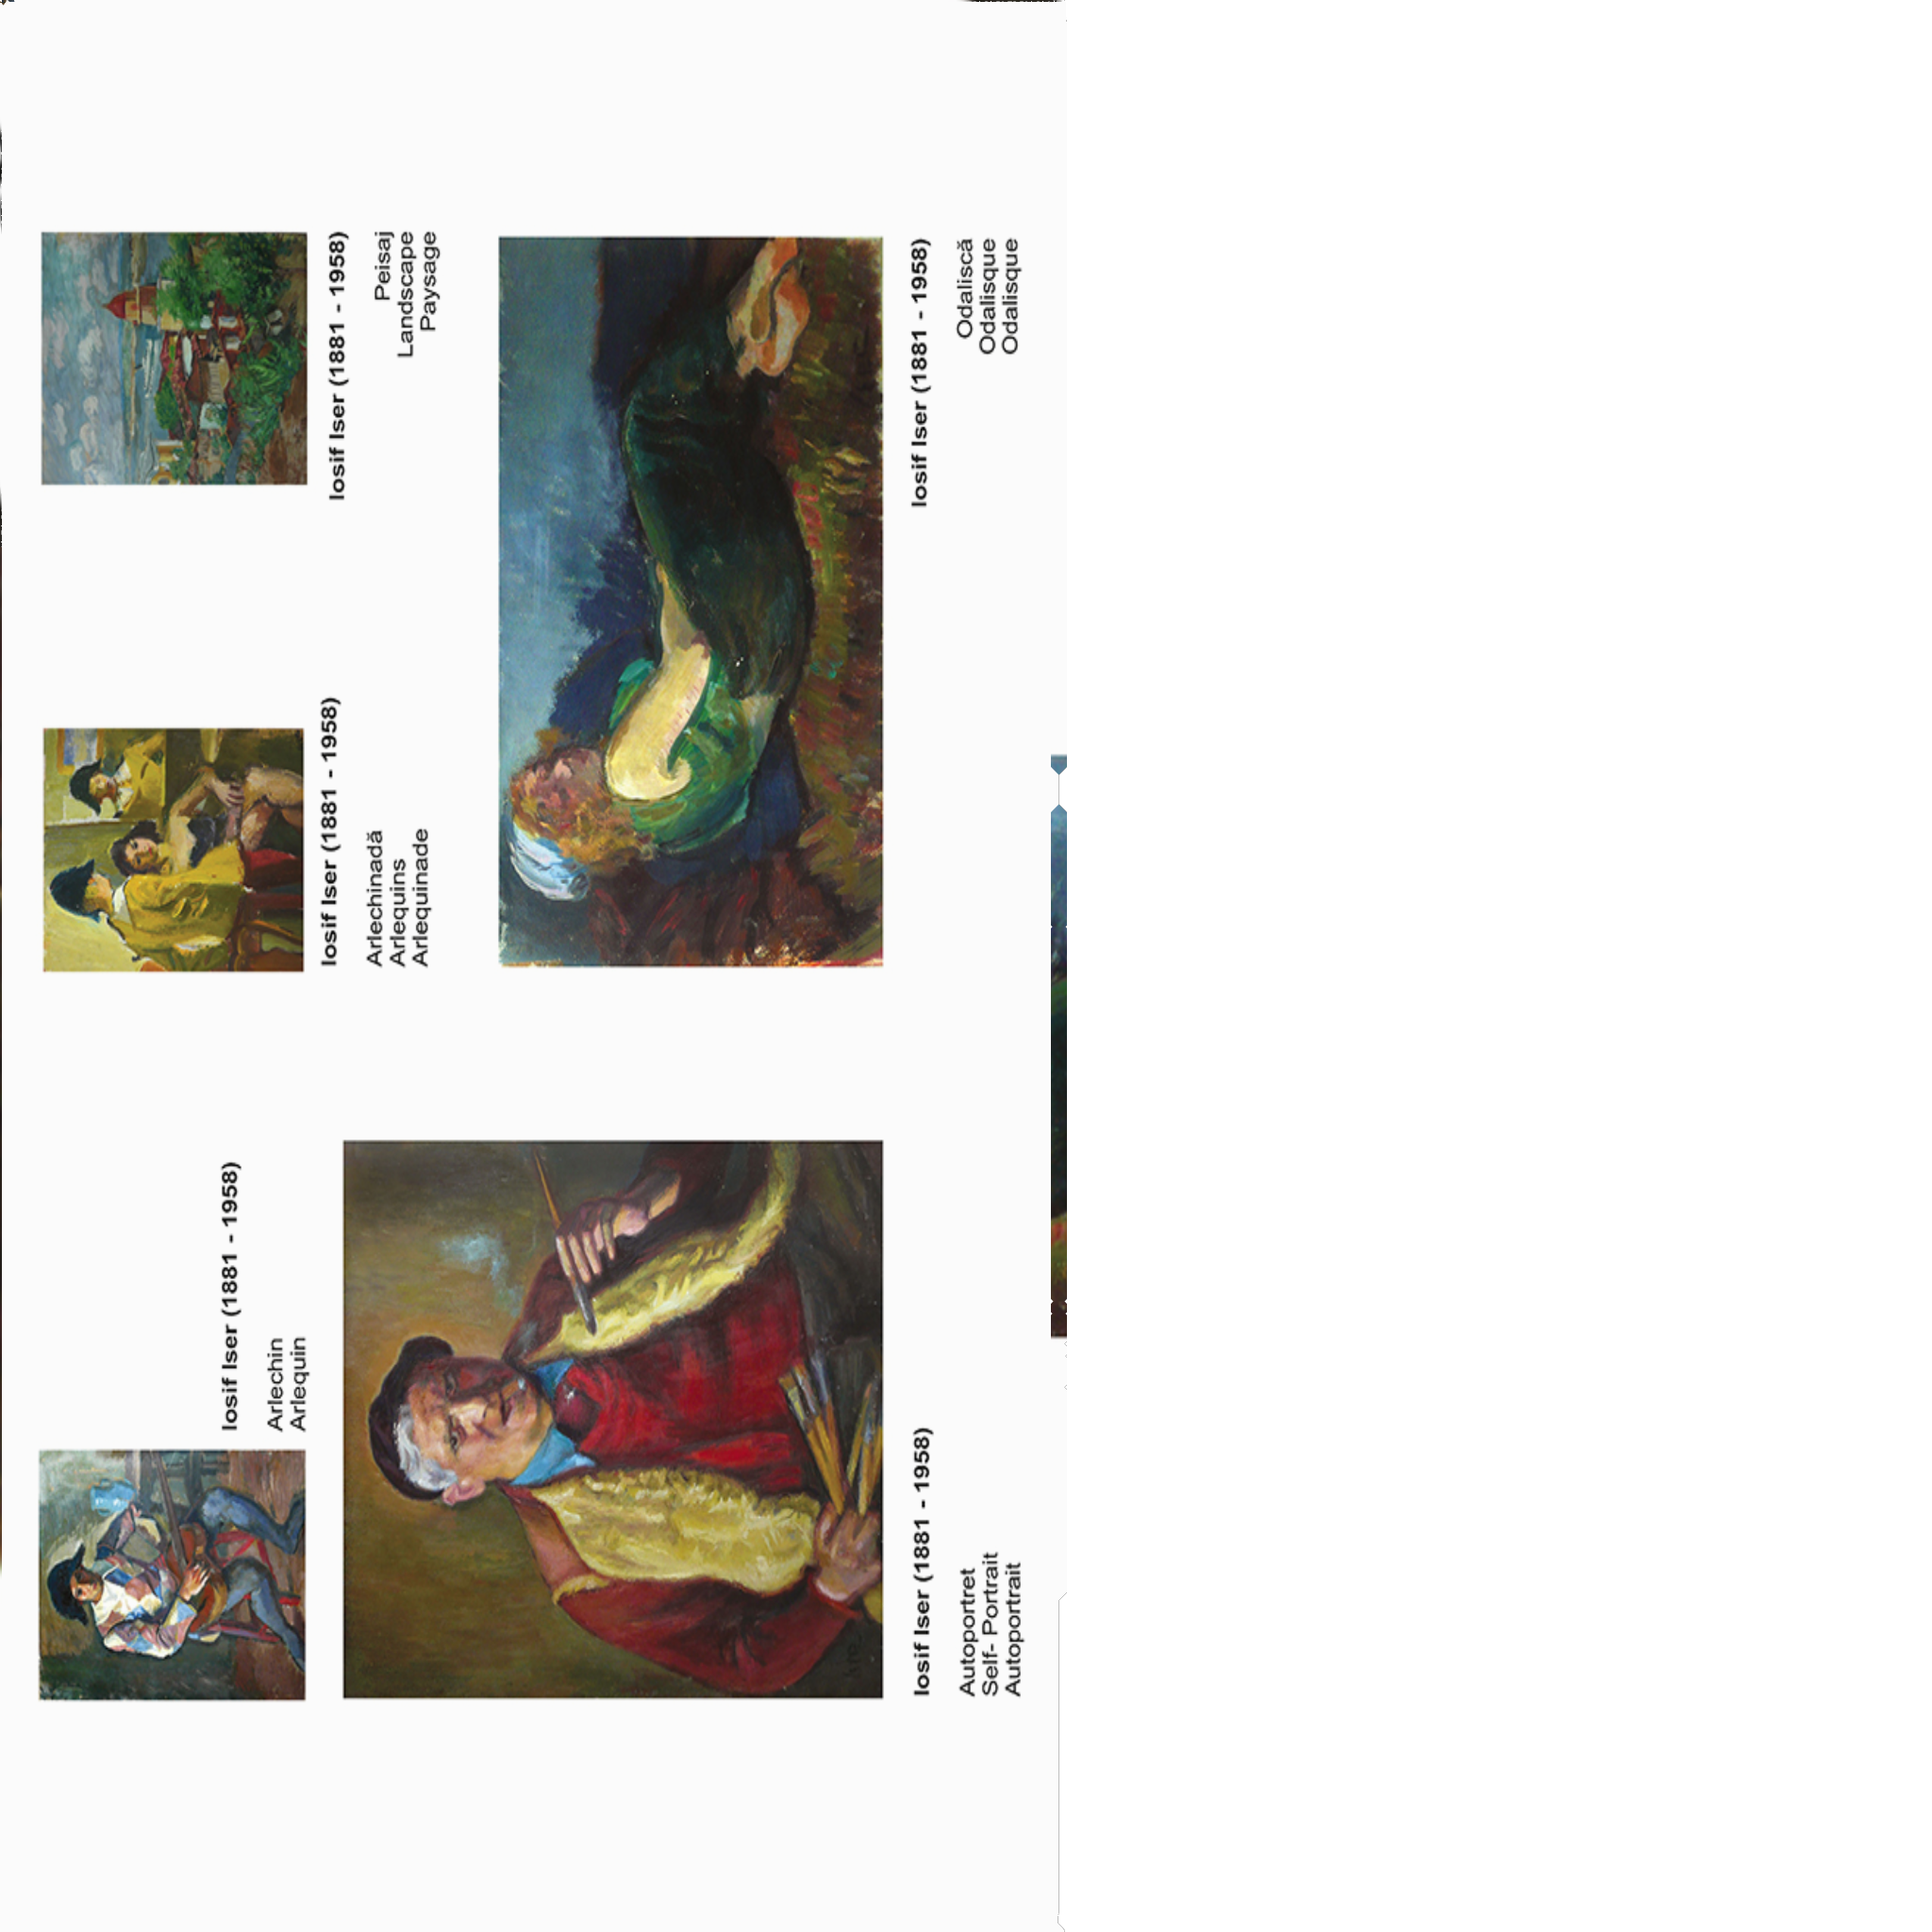 Iosif Iser (1881 - 1958)
Arlechin
Arlequin
Iosif Iser (1881 - 1958)
Arlechinadă
Arlequins
Arlequinade
Iosif Iser (1881 - 1958)
Peisaj
Landscape
Paysage
Iosif Iser (1881 - 1958)
Autoportret
Self- Portrait
Autoportrait
Iosif Iser (1881 - 1958)
Odaliscă
Odalisque
Odalisque